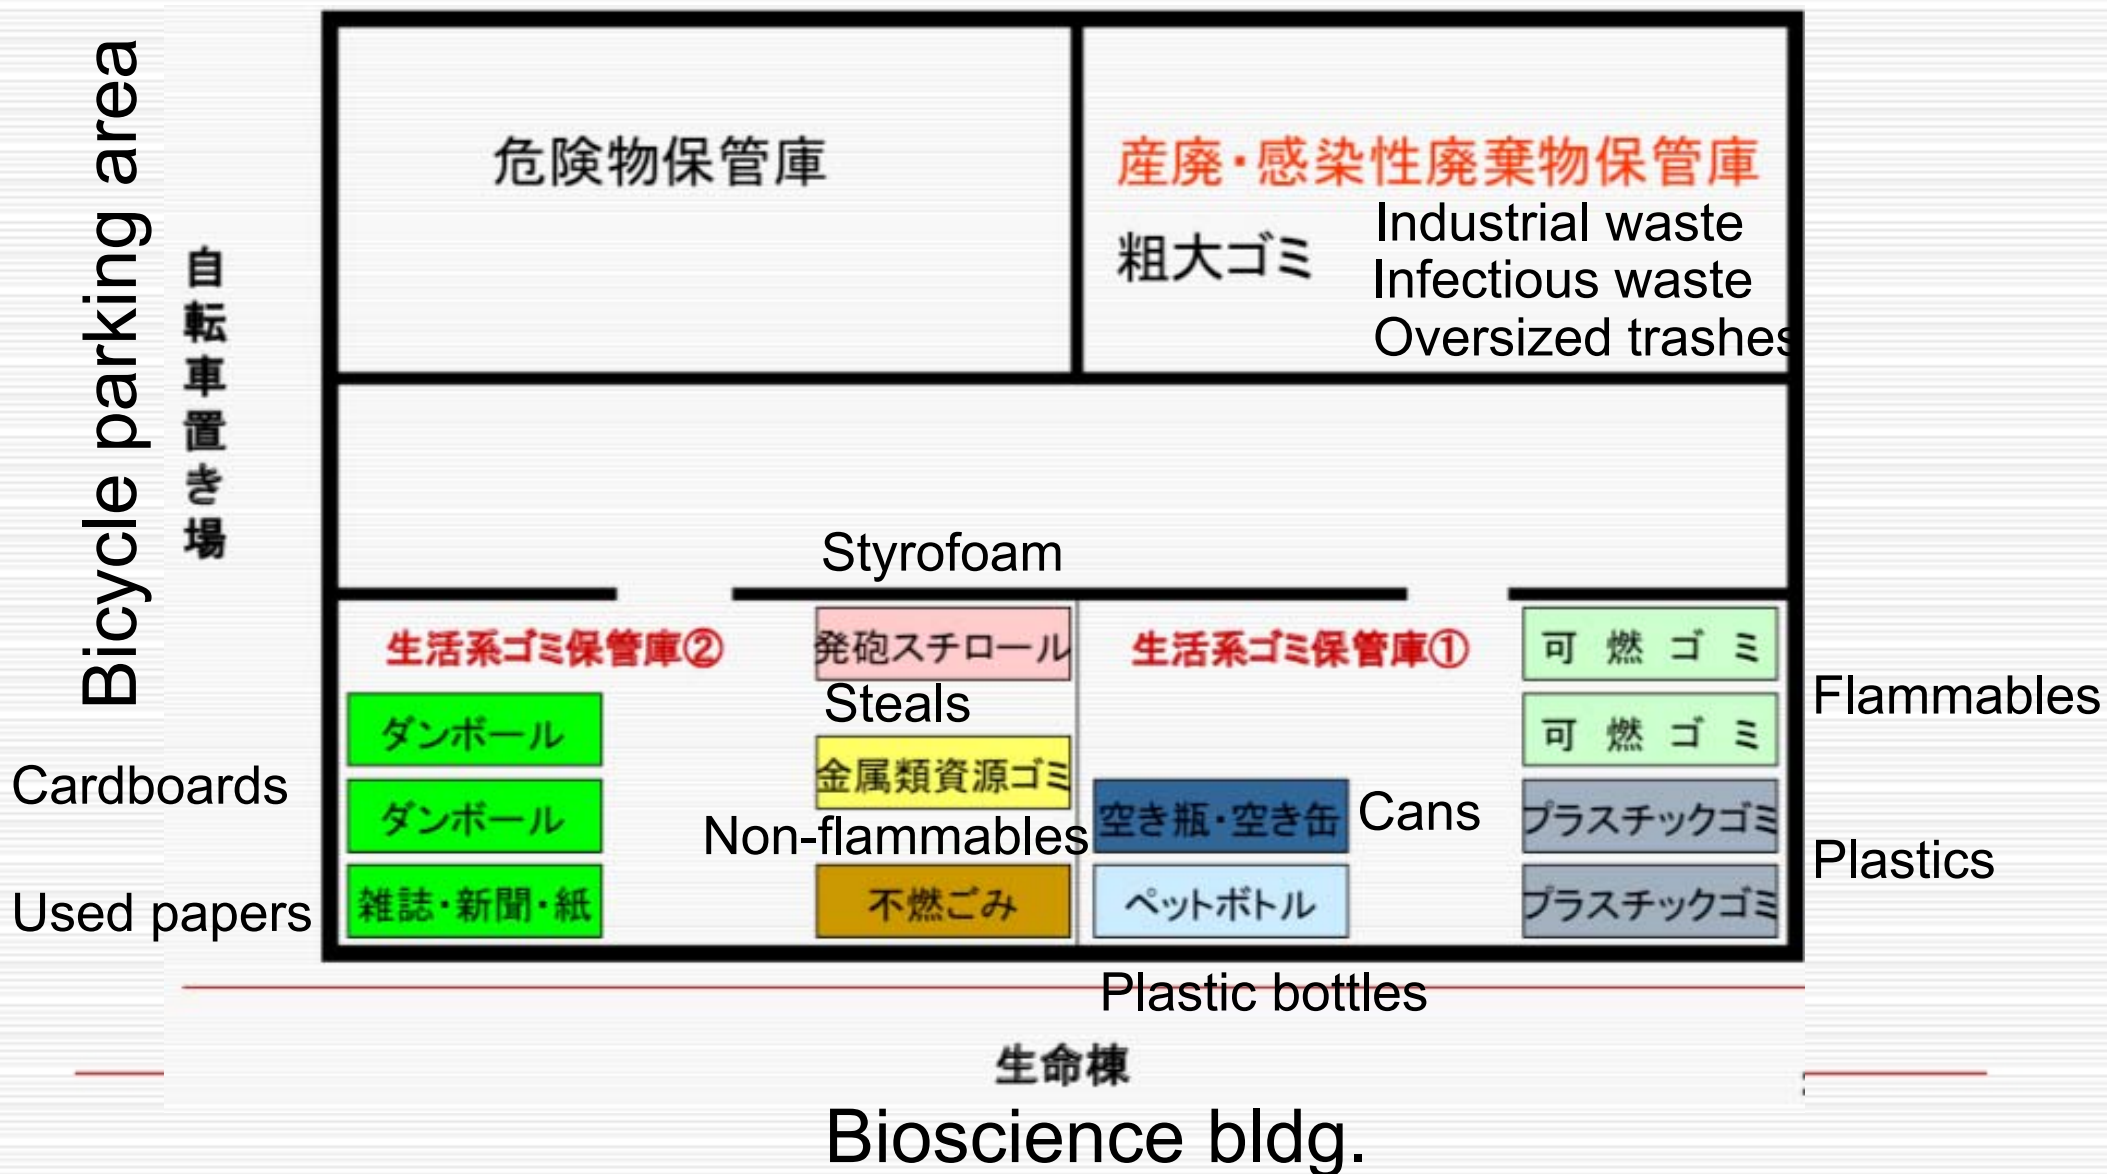 Bicycle parking area
自転車置き場
危険物保管庫
産廃・感染性廃棄物保管庫
粗大ゴミ
Industrial waste
Infectious waste
Oversized trashes
Styrofoam
生活系ゴミ保管庫②
発砲スチロール
生活系ゴミ保管庫①
可燃ゴミ
Steals
Flammables
ダンボール
可燃ゴミ
金属類資源ゴミ
Cardboards
ダンボール
Non-flammables
空き瓶・空き缶
Cans
プラスチックゴミ
Plastics
Used papers
雑誌・新聞・紙
不燃ごみ
ペットボトル
プラスチックゴミ
Plastic bottles
生命棟
Bioscience bldg.